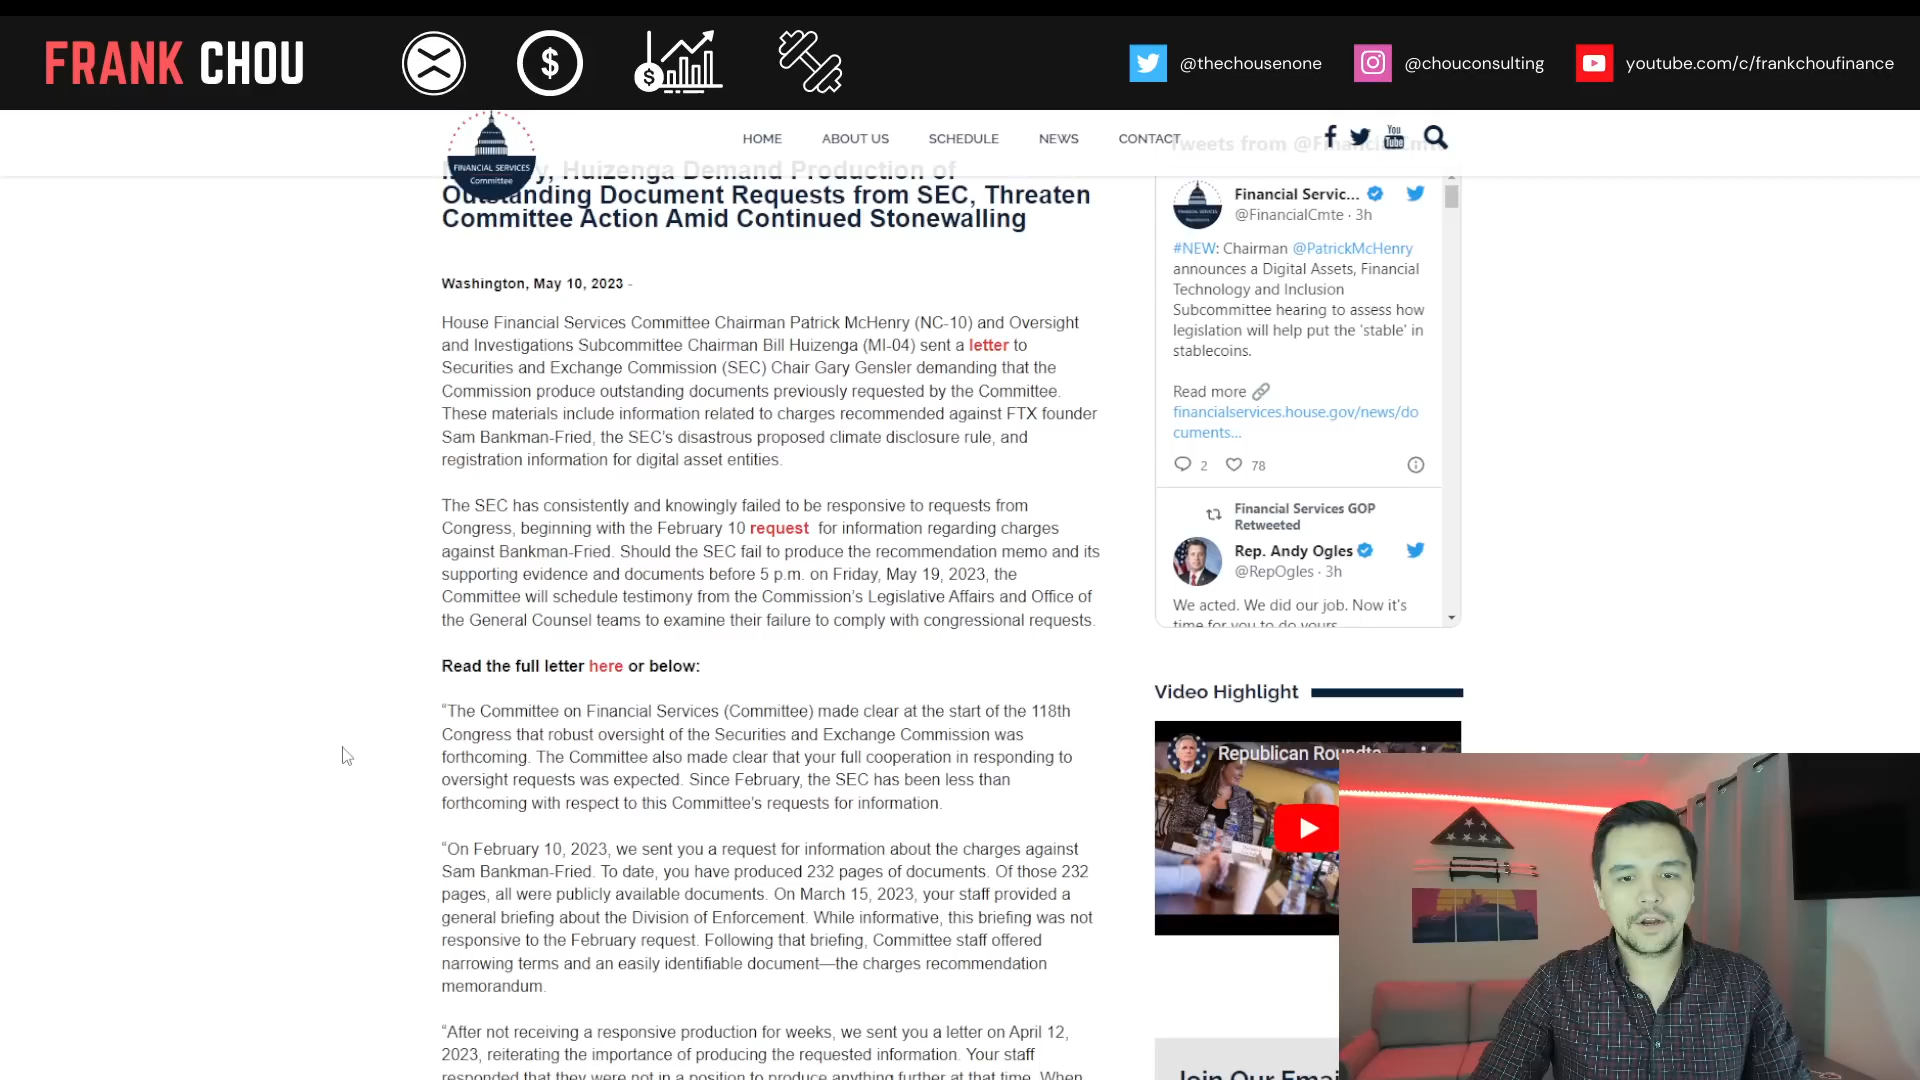 FRANK CHOU
@thechousenone
@chouconsulting
youtube.com/c/frankchoufinance
FINANCIAL SERVICES
Committee
HOME
ABOUT US
SCHEDULE
NEWS
CONTACT
You
Tube
Huizenga Demand Production of
Outstanding Document Requests from SEC, Threaten
Committee Action Amid Continued Stonewalling
Washington, May 10, 2023 -
House Financial Services Committee Chairman Patrick McHenry (NC-10) and Oversight
and Investigations Subcommittee Chairman Bill Huizenga (MI-04) sent a letter to
Securities and Exchange Commission (SEC) Chair Gary Gensler demanding that the
Commission produce outstanding documents previously requested by the Committee.
These materials include information related to charges recommended against FTX founder
Sam Bankman-Fried, the SEC's disastrous proposed climate disclosure rule, and
registration information for digital asset entities.
The SEC has consistently and knowingly failed to be responsive to requests from
Congress, beginning with the February 10 request for information regarding charges
against Bankman-Fried. Should the SEC fail to produce the recommendation memo and its
supporting evidence and documents before 5 p.m. on Friday, May 19, 2023, the
Committee will schedule testimony from the Commission's Legislative Affairs and Office of
the General Counsel teams to examine their failure to comply with congressional requests.
Read the full letter here or below:
“The Committee on Financial Services (Committee) made clear at the start of the 118th
Congress that robust oversight of the Securities and Exchange Commission was
forthcoming. The Committee also made clear that your full cooperation in responding to
oversight requests was expected. Since February, the SEC has been less than
forthcoming with respect to this Committee's requests for information.
“On February 10, 2023, we sent you a request for information about the charges against
Sam Bankman-Fried. To date, you have produced 232 pages of documents. Of those 232
pages, all were publicly available documents. On March 15, 2023, your staff provided a
general briefing about the Division of Enforcement. While informative, this briefing was not
responsive to the February request. Following that briefing, Committee staff offered
narrowing terms and an easily identifiable document—the charges recommendation
memorandum.
“After not receiving a responsive production for weeks, we sent you a letter on April 12,
2023, reiterating the importance of producing the requested information. Your staff
responded that they were not in a position to produce anything further at that time. When
Tweets from
Financial Servic...
@FinancialCmte · 3h
#NEW: Chairman @PatrickMcHenry
announces a Digital Assets, Financial
Technology and Inclusion
Subcommittee hearing to assess how
legislation will help put the 'stable' in
stablecoins.
Read more
financialservices.house.gov/news/do
cuments...
2
78
Financial Services GOP
Retweeted
Rep. Andy Ogles
@RepOgles · 3h
We acted. We did our job. Now it's
time for you to do yours
Video Highlight
Republican
Join Our